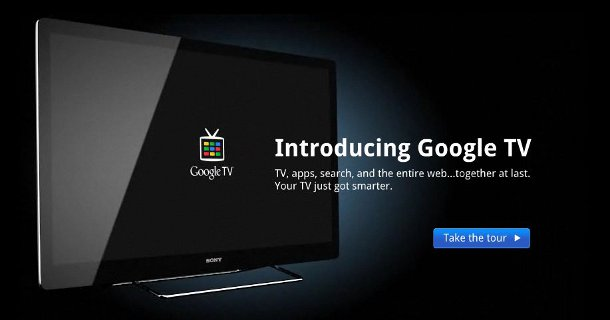 Introducing Google TV
Google TV
TV, apps, search, and the entire web...together at last.
Your TV just got smarter.
Take the tour
SONY